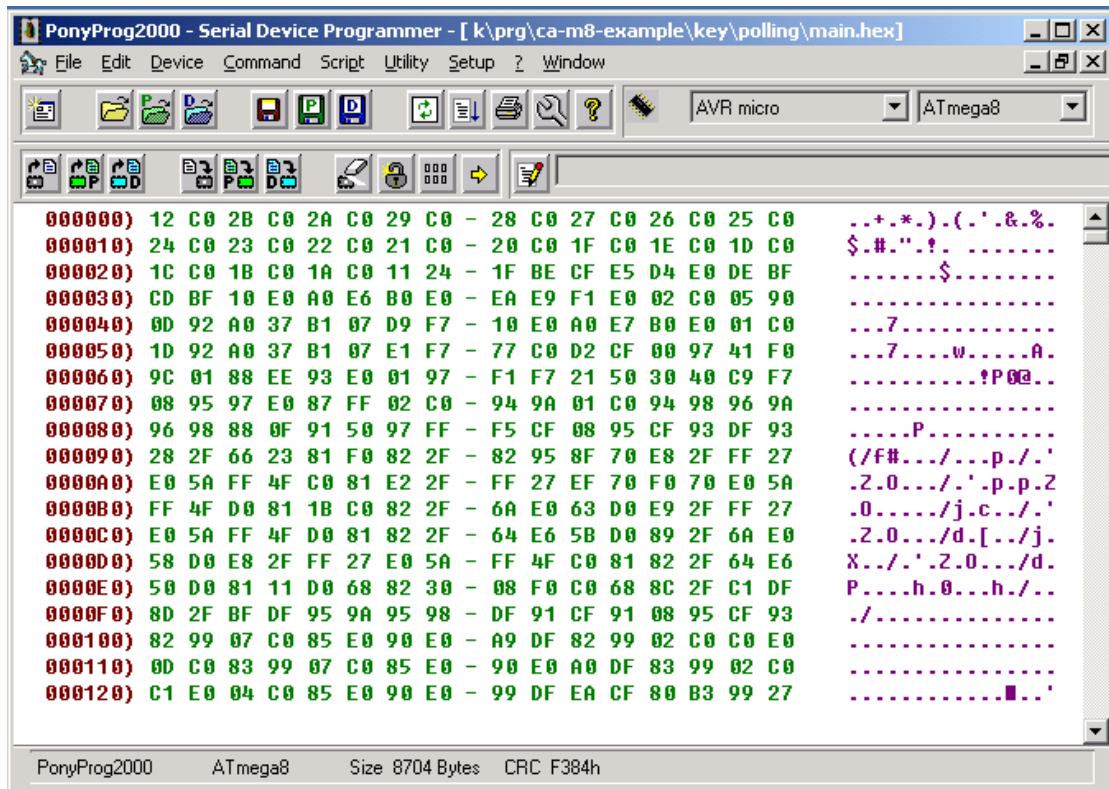 PonyProg2000 - Serial Device Programmer - [ k\prg\ca-m8-example\key\polling\main.hex]
File Edit Device Command Script Utility Setup ? Window
AVR micro ATmega8
000000) 12 C0 2B C0 2A C0 29 C0 - 28 C0 27 C0 26 C0 25 C0 ..+.*.).(.'.&.%.
000010) 24 C0 23 C0 22 C0 21 C0 - 20 C0 1F C0 1E C0 1D C0 $.#.".!. .......
000020) 1C C0 1B C0 1A C0 11 24 - 1F BE CF E5 D4 E0 DE BF .......$........
000030) CD BF 10 E0 A0 E6 B0 E0 - EA E9 F1 E0 02 C0 05 90 ................
000040) 0D 92 A0 37 B1 07 D9 F7 - 10 E0 A0 E7 B0 E0 01 C0 ...7............
000050) 1D 92 A0 37 B1 07 E1 F7 - 77 C0 D2 CF 00 97 41 F0 ...7....w.....A.
000060) 9C 01 88 EE 93 E0 01 97 - F1 F7 21 50 30 40 C9 F7 ..........!P0@..
000070) 08 95 97 E0 87 FF 02 C0 - 94 9A 01 C0 94 98 96 9A ................
000080) 96 98 88 0F 91 50 97 FF - F5 CF 08 95 CF 93 DF 93 .....P..........
000090) 28 2F 66 23 81 F0 82 2F - 82 95 8F 70 E8 2F FF 27 (/f#.../...p./.'
0000A0) E0 5A FF 4F C0 81 E2 2F - FF 27 EF 70 F0 70 E0 5A .Z.O.../.'.p.p.Z
0000B0) FF 4F D0 81 1B C0 82 2F - 6A E0 63 D0 E9 2F FF 27 .O...../j.c../.'
0000C0) E0 5A FF 4F D0 81 82 2F - 64 E6 5B D0 89 2F 6A E0 .Z.O.../d.[../j.
0000D0) 58 D0 E8 2F FF 27 E0 5A - FF 4F C0 81 82 2F 64 E6 X../.'.Z.O.../d.
0000E0) 50 D0 81 11 D0 68 82 30 - 08 F0 C0 68 8C 2F C1 DF P....h.0...h./..
0000F0) 8D 2F BF DF 95 9A 95 98 - DF 91 CF 91 08 95 CF 93 ./..............
000100) 82 99 07 C0 85 E0 90 E0 - A9 DF 82 99 02 C0 C0 E0 ................
000110) 0D C0 83 99 07 C0 85 E0 - 90 E0 A0 DF 83 99 02 C0 ................
000120) C1 E0 04 C0 85 E0 90 E0 - 99 DF EA CF 80 B3 99 27 ............■..'
PonyProg2000 ATmega8 Size 8704 Bytes CRC F384h